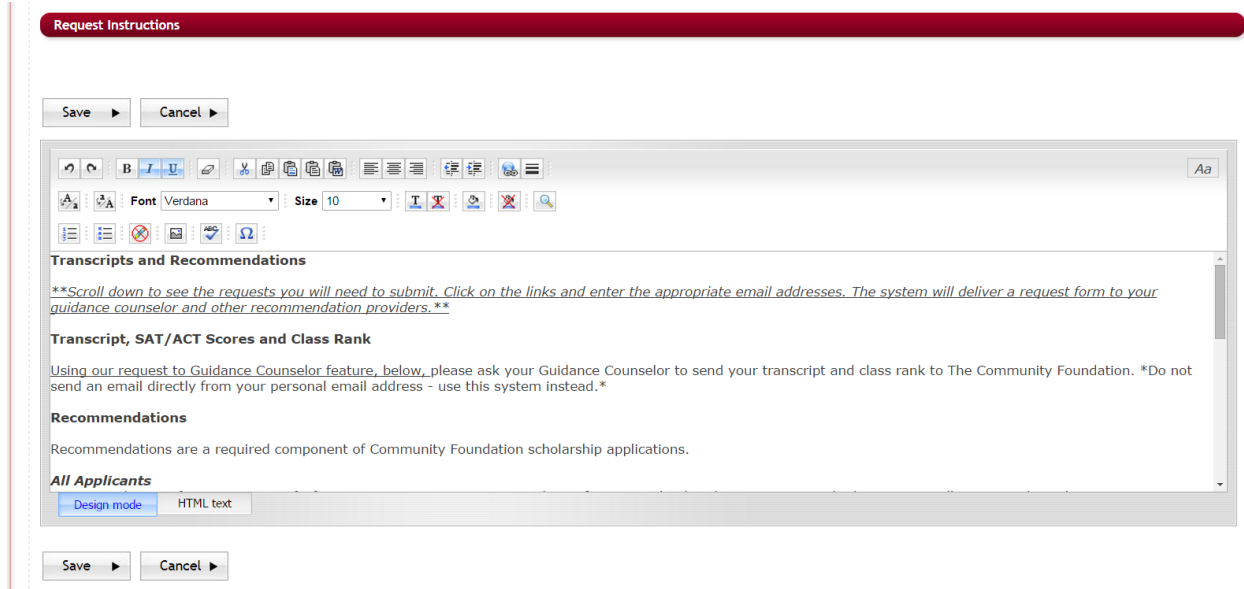 Request Instructions
Save
Cancel
B I U
Aa
Font Verdana Size 10
ABC
Transcripts and Recommendations
**Scroll down to see the requests you will need to submit. Click on the links and enter the appropriate email addresses. The system will deliver a request form to your
guidance counselor and other recommendation providers.**
Transcript, SAT/ACT Scores and Class Rank
Using our request to Guidance Counselor feature, below, please ask your Guidance Counselor to send your transcript and class rank to The Community Foundation. *Do not
send an email directly from your personal email address - use this system instead.*
Recommendations
Recommendations are a required component of Community Foundation scholarship applications.
All Applicants
Design mode HTML text
Save
Cancel